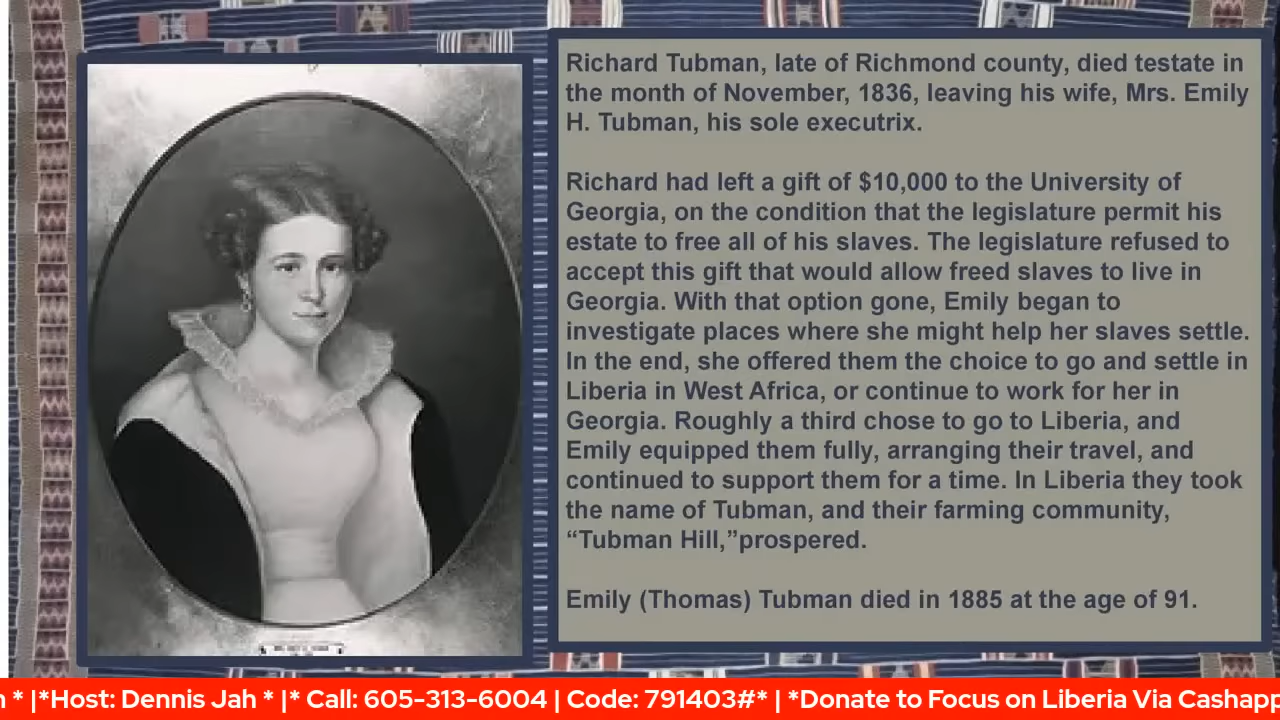 Richard Tubman, late of Richmond county, died testate in
the month of November, 1836, leaving his wife, Mrs. Emily
H. Tubman, his sole executrix.
Richard had left a gift of $10,000 to the University of
Georgia, on the condition that the legislature permit his
estate to free all of his slaves. The legislature refused to
accept this gift that would allow freed slaves to live in
Georgia. With that option gone, Emily began to
investigate places where she might help her slaves settle.
In the end, she offered them the choice to go and settle in
Liberia in West Africa, or continue to work for her in
Georgia. Roughly a third chose to go to Liberia, and
Emily equipped them fully, arranging their travel, and
continued to support them for a time. In Liberia they took
the name of Tubman, and their farming community,
“Tubman Hill,”prospered.
Emily (Thomas) Tubman died in 1885 at the age of 91.
n * |*Host: Dennis Jah * |* Call: 605-313-6004 | Code: 791403#* | *Donate to Focus on Liberia Via Cashapp